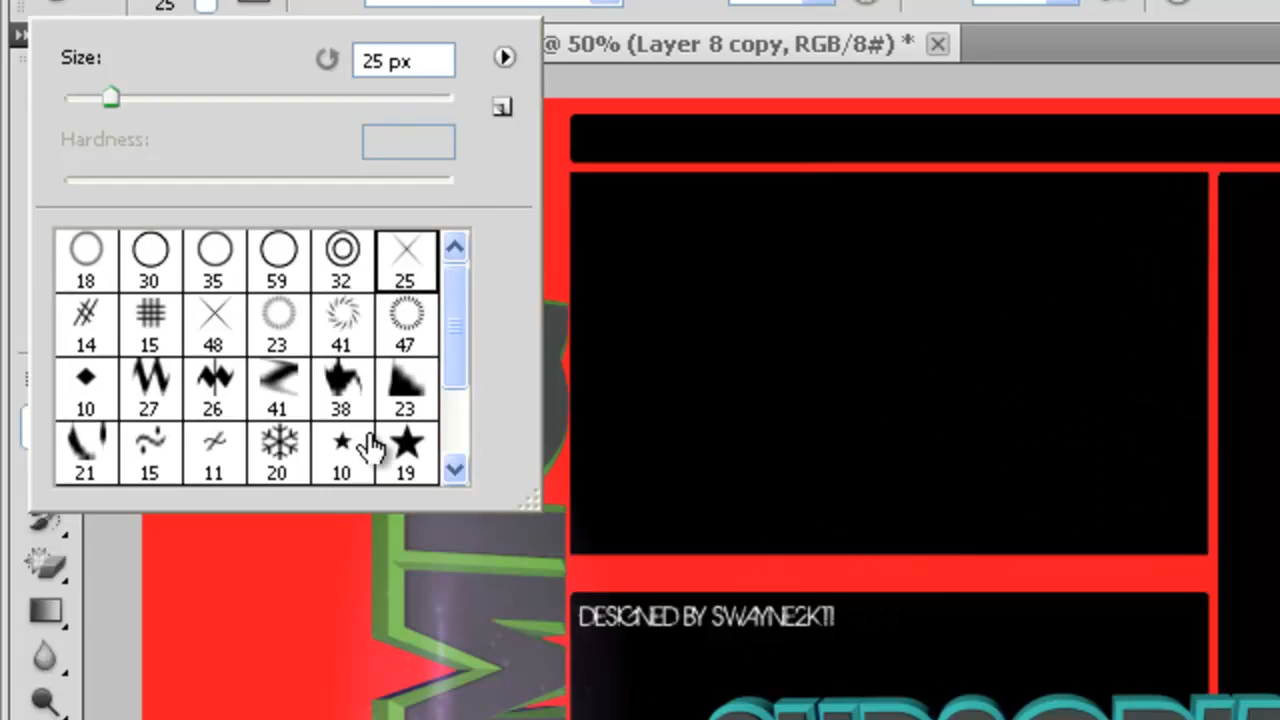 25
@ 50% (Layer 8 copy, RGB/8#) *
Size:
25 px
Hardness:
18 30 35 59 32 25
14 15 48 23 41 47
10 27 26 41 38 23
21 15 11 20 10 19
DESIGNED BY SWAYNE2K11